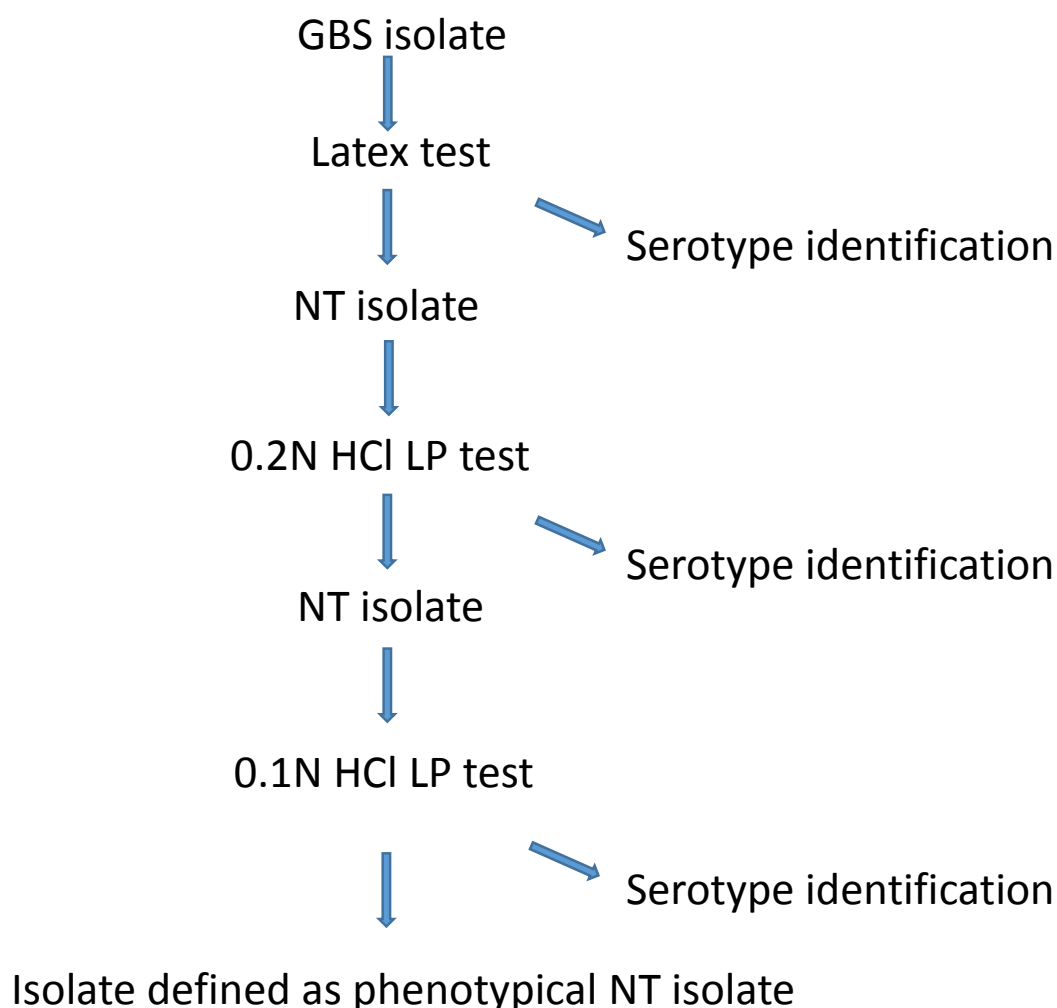 GBS isolate
Latex test
Serotype identification
NT isolate
0.2N HCl LP test
Serotype identification
NT isolate
0.1N HCl LP test
Serotype identification
Isolate defined as phenotypical NT isolate